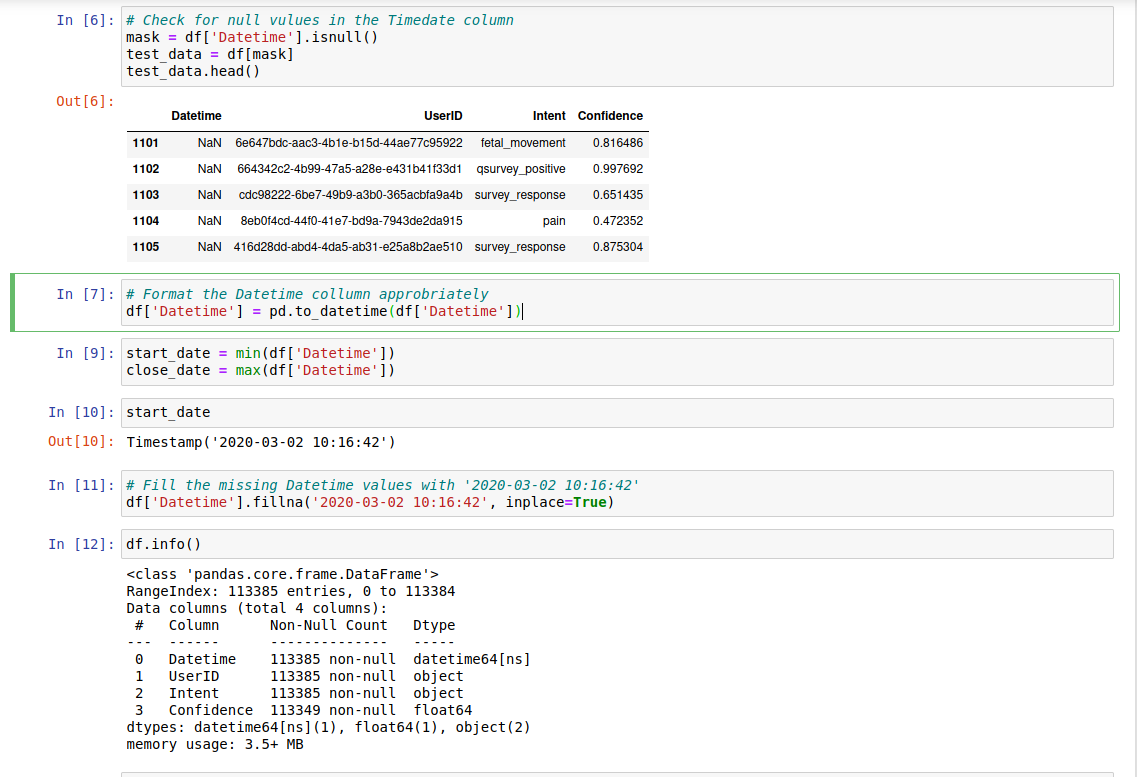 In [6]: # Check for null vulues in the Timedate column
mask = df['Datetime'].isnull()
test_data = df[mask]
test_data.head()
Out[6]:
Datetime UserID Intent Confidence
1101 NaN 6e647bdc-aac3-4b1e-b15d-44ae77c95922 fetal_movement 0.816486
1102 NaN 664342c2-4b99-47a5-a28e-e431b41f33d1 qsurvey_positive 0.997692
1103 NaN cdc98222-6be7-49b9-a3b0-365acbfa9a4b survey_response 0.651435
1104 NaN 8eb0f4cd-44f0-41e7-bd9a-7943de2da915 pain 0.472352
1105 NaN 416d28dd-abd4-4da5-ab31-e25a8b2ae510 survey_response 0.875304
In [7]: # Format the Datetime collumn approbriately
df['Datetime'] = pd.to_datetime(df['Datetime'])
In [9]: start_date = min(df['Datetime'])
close_date = max(df['Datetime'])
In [10]: start_date
Out[10]: Timestamp('2020-03-02 10:16:42')
In [11]: # Fill the missing Datetime values with '2020-03-02 10:16:42'
df['Datetime'].fillna('2020-03-02 10:16:42', inplace=True)
In [12]: df.info()
<class 'pandas.core.frame.DataFrame'>
RangeIndex: 113385 entries, 0 to 113384
Data columns (total 4 columns):
# Column Non-Null Count Dtype
--- ------ -------------- -----
0 Datetime 113385 non-null datetime64[ns]
1 UserID 113385 non-null object
2 Intent 113385 non-null object
3 Confidence 113349 non-null float64
dtypes: datetime64[ns](1), float64(1), object(2)
memory usage: 3.5+ MB